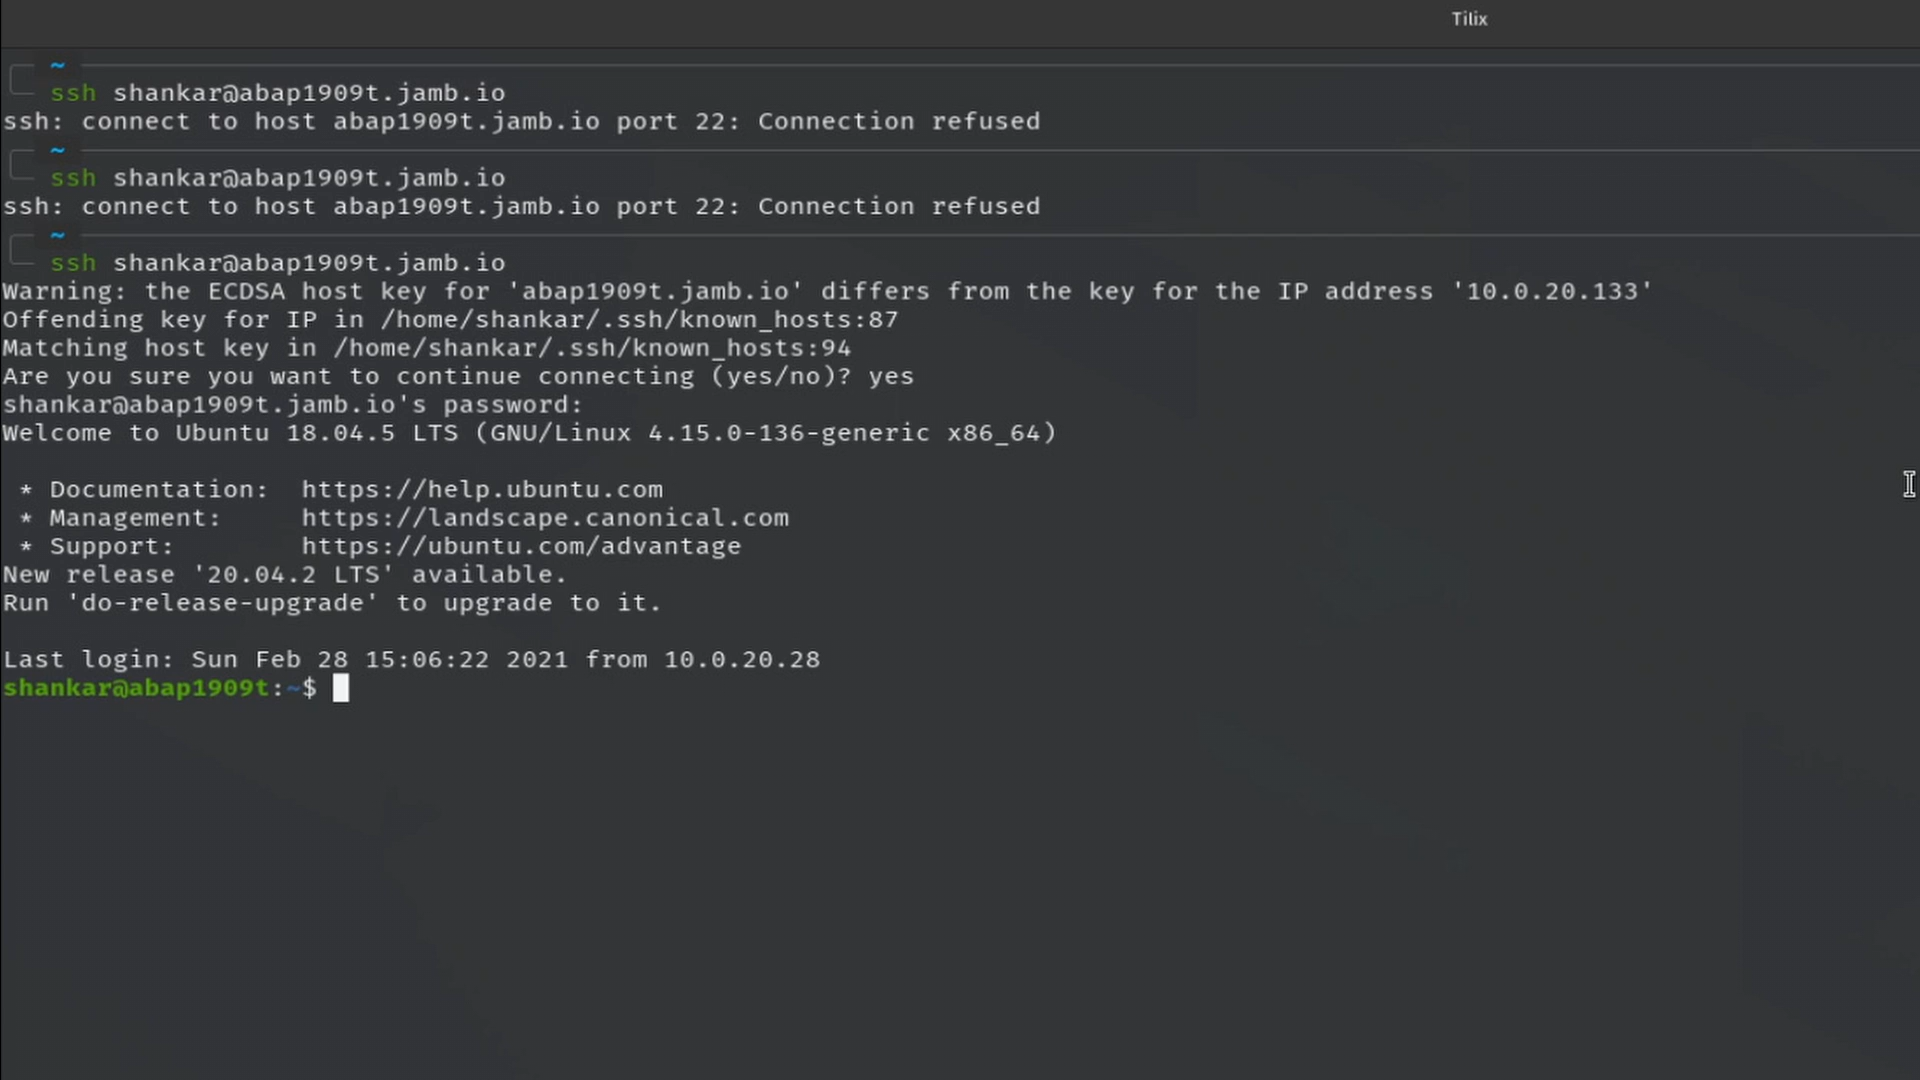 Tilix
~
ssh shankar@abap1909t.jamb.io
ssh: connect to host abap1909t.jamb.io port 22: Connection refused
~
ssh shankar@abap1909t.jamb.io
ssh: connect to host abap1909t.jamb.io port 22: Connection refused
~
ssh shankar@abap1909t.jamb.io
Warning: the ECDSA host key for 'abap1909t.jamb.io' differs from the key for the IP address '10.0.20.133'
Offending key for IP in /home/shankar/.ssh/known_hosts:87
Matching host key in /home/shankar/.ssh/known_hosts:94
Are you sure you want to continue connecting (yes/no)? yes
shankar@abap1909t.jamb.io's password:
Welcome to Ubuntu 18.04.5 LTS (GNU/Linux 4.15.0-136-generic x86_64)
* Documentation:  https://help.ubuntu.com
* Management:     https://landscape.canonical.com
* Support:        https://ubuntu.com/advantage
New release '20.04.2 LTS' available.
Run 'do-release-upgrade' to upgrade to it.
Last login: Sun Feb 28 15:06:22 2021 from 10.0.20.28
shankar@abap1909t:~$